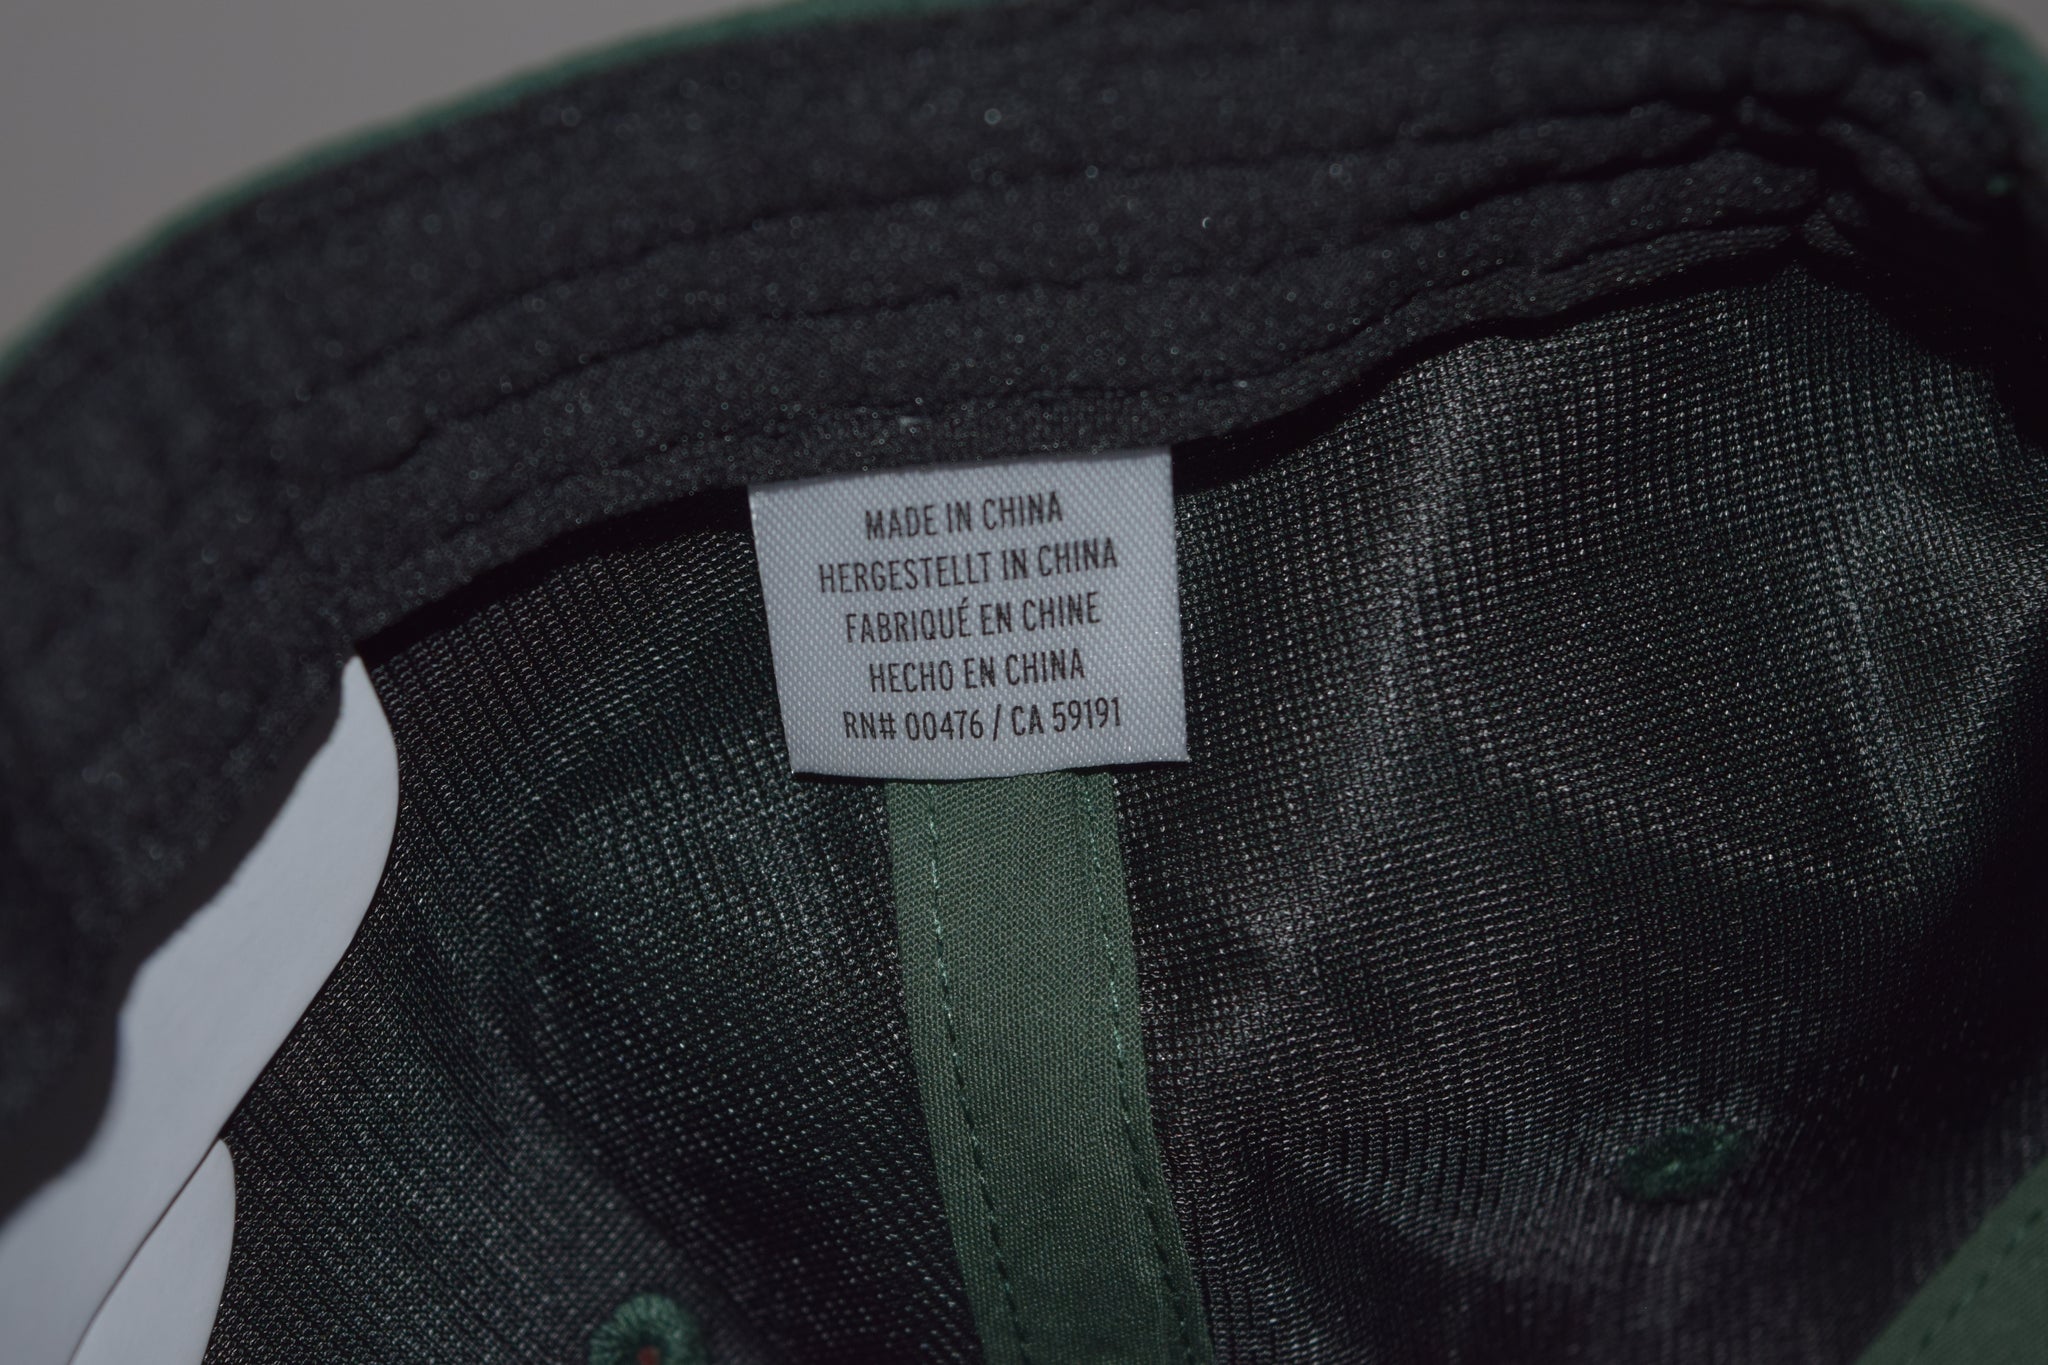 MADE IN CHINA
HERGESTELLT IN CHINA
FABRIQUÉ EN CHINE
HECHO EN CHINA
RN# 00476 / CA 59191